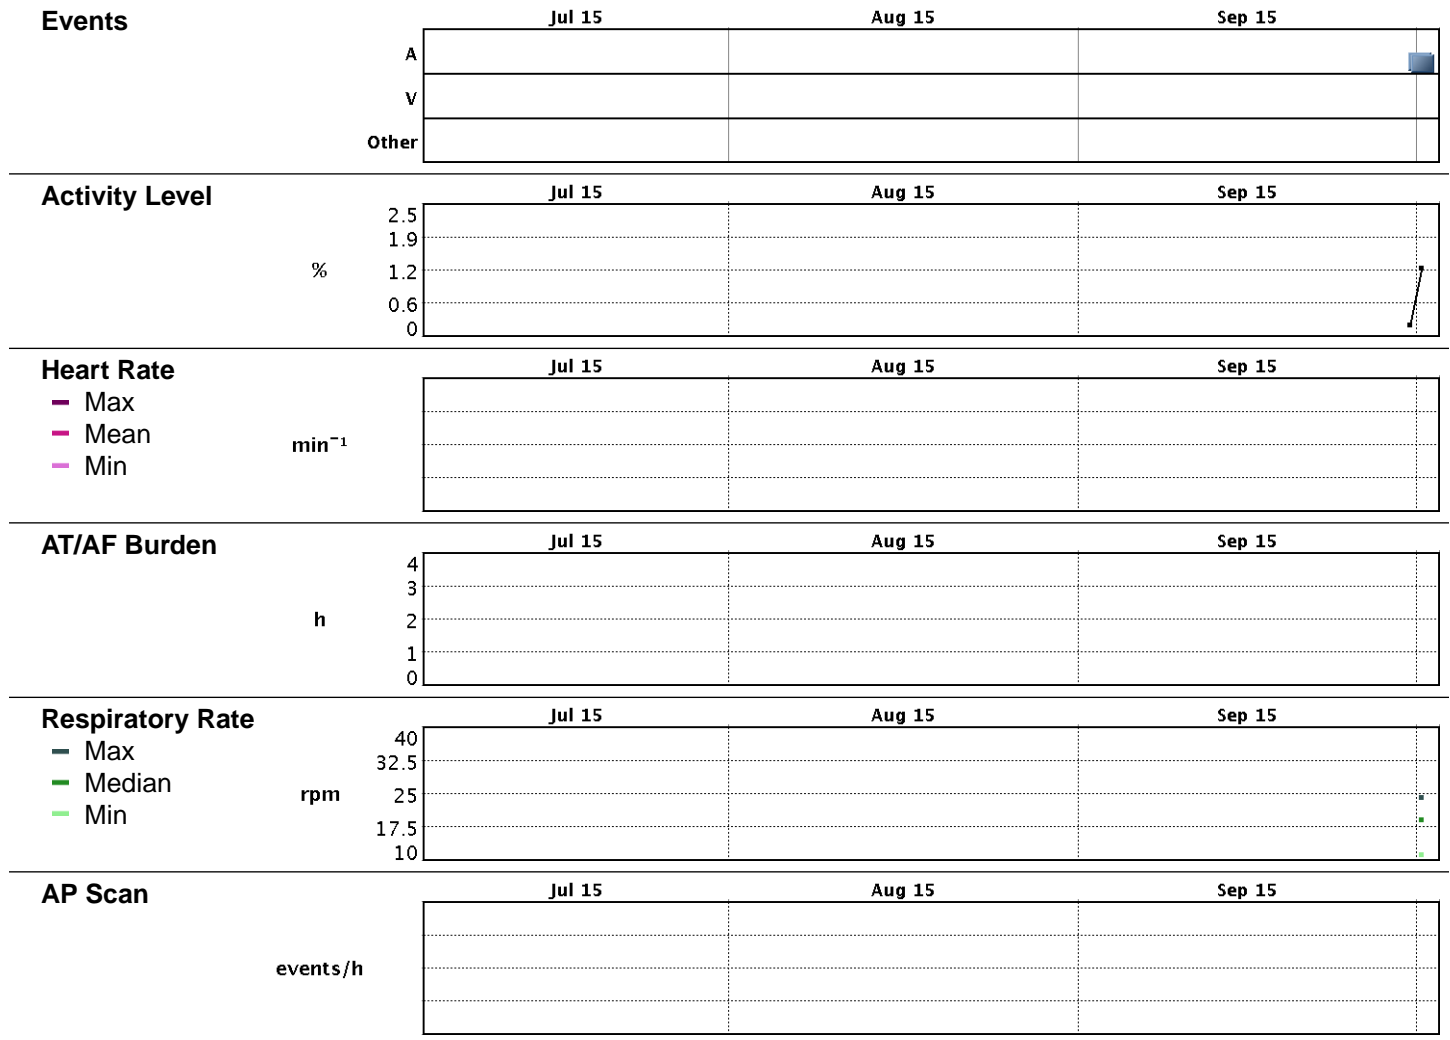 Events
Jul 15 Aug 15 Sep 15
A
V
Other
Activity Level
Jul 15 Aug 15 Sep 15
2.5
1.9
% 1.2
0.6
0
Heart Rate
Jul 15 Aug 15 Sep 15
Max
Mean
min⁻¹
Min
AT/AF Burden
Jul 15 Aug 15 Sep 15
4
3
h 2
1
0
Respiratory Rate
Jul 15 Aug 15 Sep 15
40
Max
32.5
Median
rpm 25
Min
17.5
10
AP Scan
Jul 15 Aug 15 Sep 15
events/h